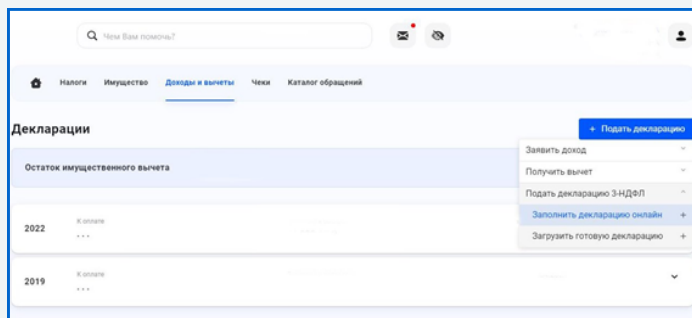 Чем Вам помочь?
Налоги Имущество Доходы и вычеты Чеки Каталог обращений
Декларации
+ Подать декларацию
Заявить доход
Остаток имущественного вычета
Получить вычет
Подать декларацию 3-НДФЛ
Заполнить декларацию онлайн +
Загрузить готовую декларацию +
2022
К оплате
...
2019
К оплате
...